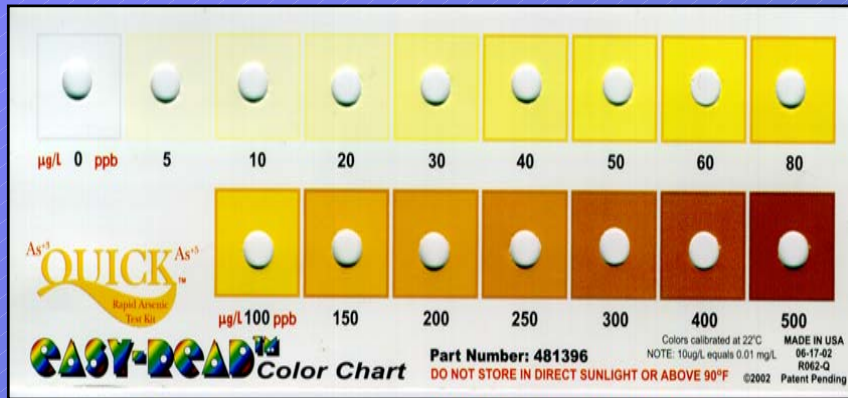 µg/L 0 ppb 5 10 20 30 40 50 60 80
As+3 QUICK™ As+5
Rapid Arsenic
Test Kit
µg/L 100 ppb 150 200 250 300 400 500
EASY-READ™ Color Chart
Part Number: 481396
DO NOT STORE IN DIRECT SUNLIGHT OR ABOVE 90°F
Colors calibrated at 22°C
NOTE: 10ug/L equals 0.01 mg/L
©2002
MADE IN USA
06-17-02
R062-Q
Patent Pending